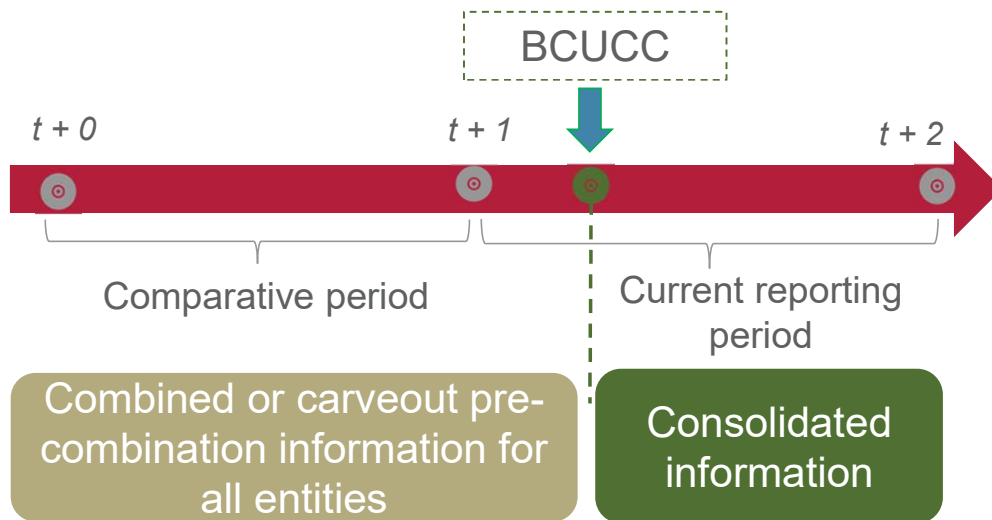 BCUCC
t + 0
t + 1
t + 2
Comparative period
Current reporting
period
Combined or carveout pre-
combination information for
all entities
Consolidated
information